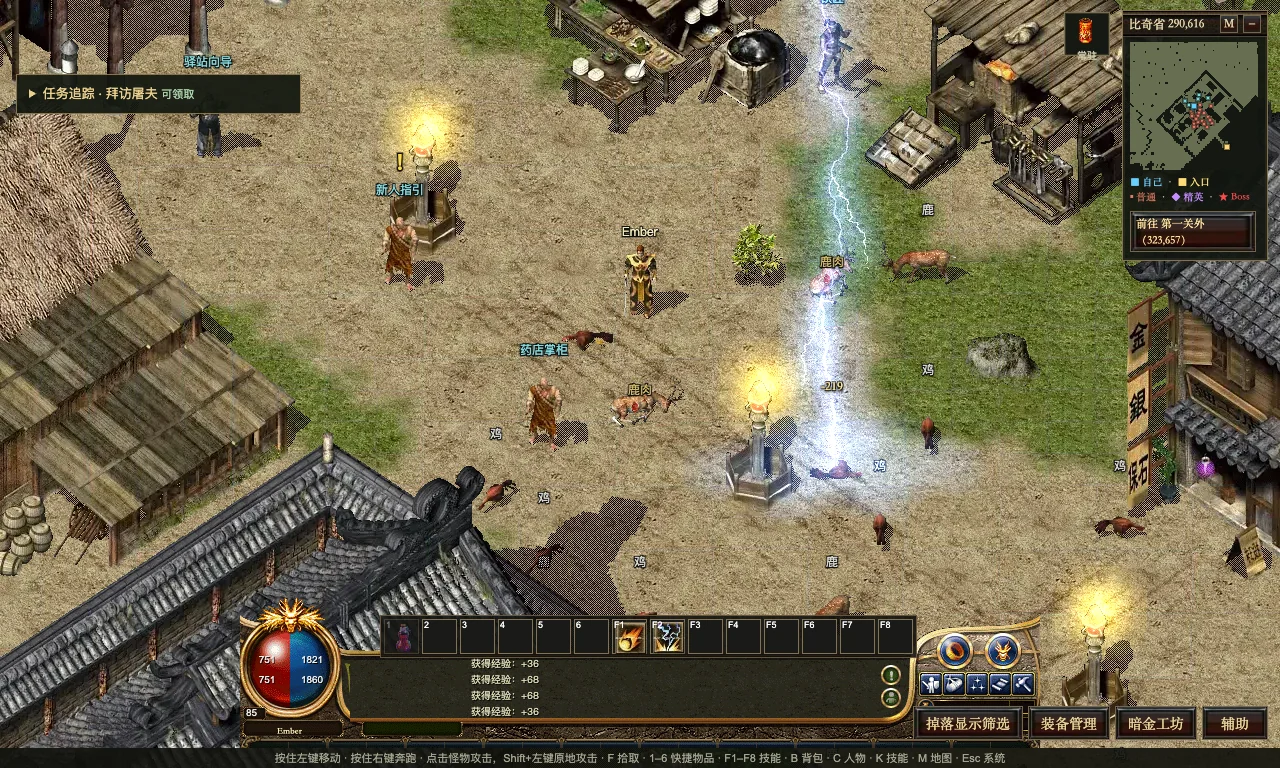 比奇省 290,616 M −
常驻
驿站向导
▶ 任务追踪 · 拜访屠夫 可领取
新人指引
Ember
鹿
鹿肉
药店掌柜
鸡
-219
鹿肉
鸡
鸡
鸡
鸡
鸡
鹿
鹿
自己 · 入口
普通 · 精英 · Boss
前往 第一关外
(323,657)
金
銀
保石
1 2 3 4 5 6 F1 F2 F3 F4 F5 F6 F7 F8
751 1821
751 1860
85
Ember
获得经验：+36
获得经验：+68
获得经验：+68
获得经验：+36
掉落显示筛选 装备管理 暗金工坊 辅助
按住左键移动 · 按住右键奔跑 · 点击怪物攻击，Shift+左键原地攻击 · F 拾取 · 1–6 快捷物品 · F1–F8 技能 · B 背包 · C 人物 · K 技能 · M 地图 · Esc 系统